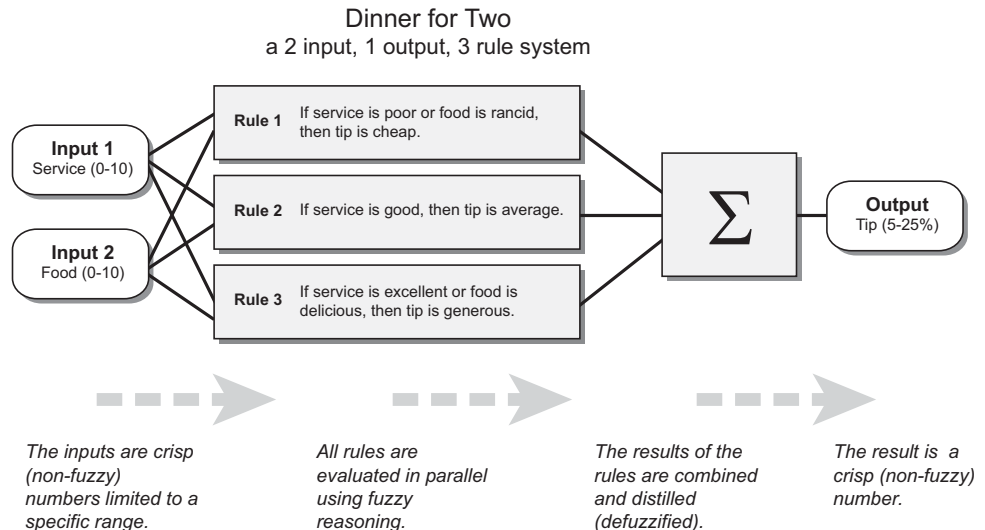 Dinner for Two
a 2 input, 1 output, 3 rule system
Input 1
Service (0-10)
Input 2
Food (0-10)
Rule 1 If service is poor or food is rancid,
then tip is cheap.
Rule 2 If service is good, then tip is average.
Rule 3 If service is excellent or food is
delicious, then tip is generous.
Σ
Output
Tip (5-25%)
The inputs are crisp
(non-fuzzy)
numbers limited to a
specific range.
All rules are
evaluated in parallel
using fuzzy
reasoning.
The results of the
rules are combined
and distilled
(defuzzified).
The result is a
crisp (non-fuzzy)
number.